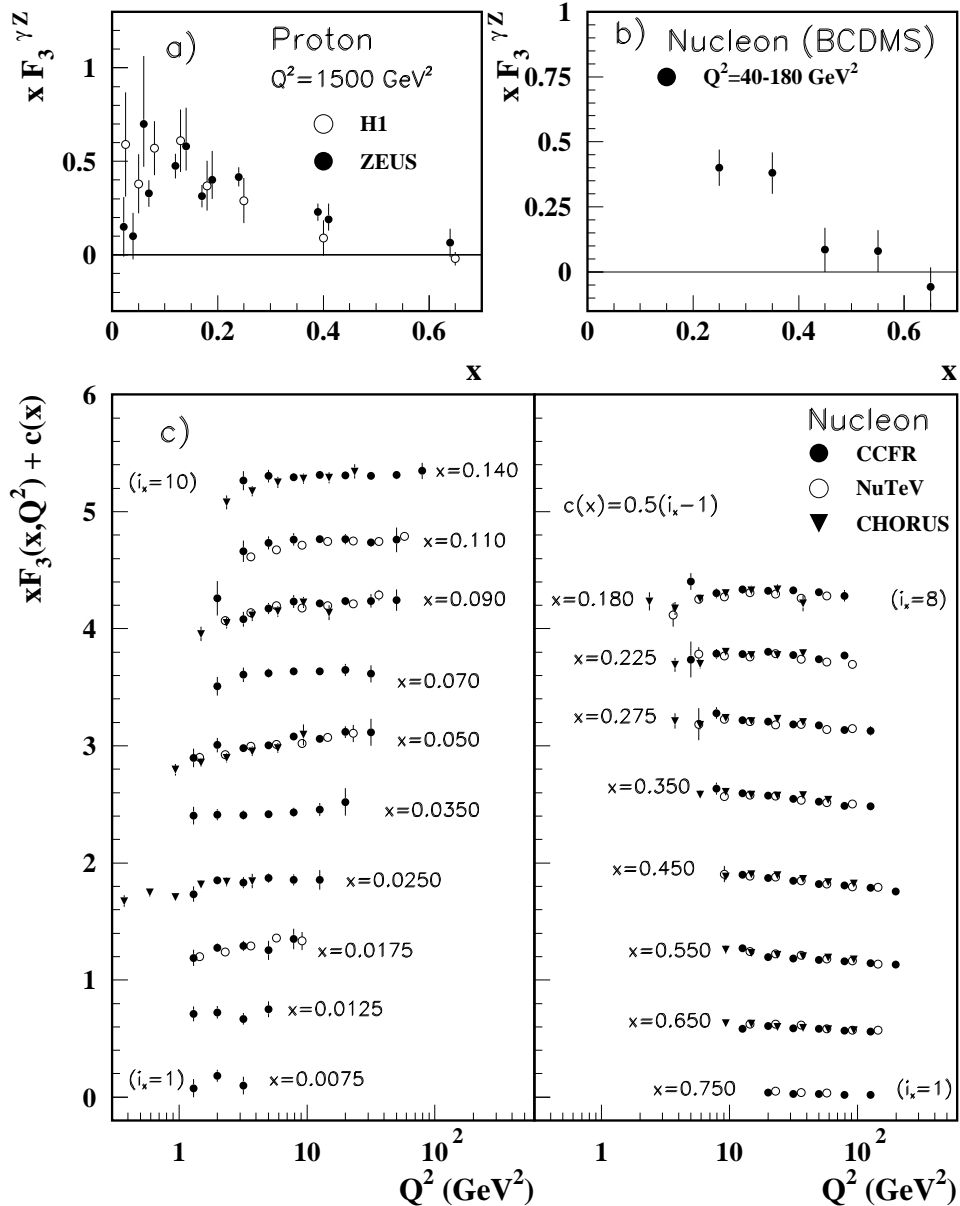 x F₃ ^γZ
a)
Proton
Q²=1500 GeV²
H1
ZEUS
1
0.5
0
0
0.2
0.4
0.6
x
x F₃ ^γZ
b)
Nucleon (BCDMS)
Q²=40-180 GeV²
1
0.75
0.5
0.25
0
0
0.2
0.4
0.6
x
xF₃(x,Q²) + c(x)
6
5
4
3
2
1
0
c)
(iₓ=10)
x=0.140
x=0.110
x=0.090
x=0.070
x=0.050
x=0.0350
x=0.0250
x=0.0175
x=0.0125
(iₓ=1)
x=0.0075
1
10
10²
Q² (GeV²)
Nucleon
CCFR
NuTeV
CHORUS
c(x)=0.5(iₓ−1)
x=0.180
(iₓ=8)
x=0.225
x=0.275
x=0.350
x=0.450
x=0.550
x=0.650
x=0.750
(iₓ=1)
1
10
10²
Q² (GeV²)